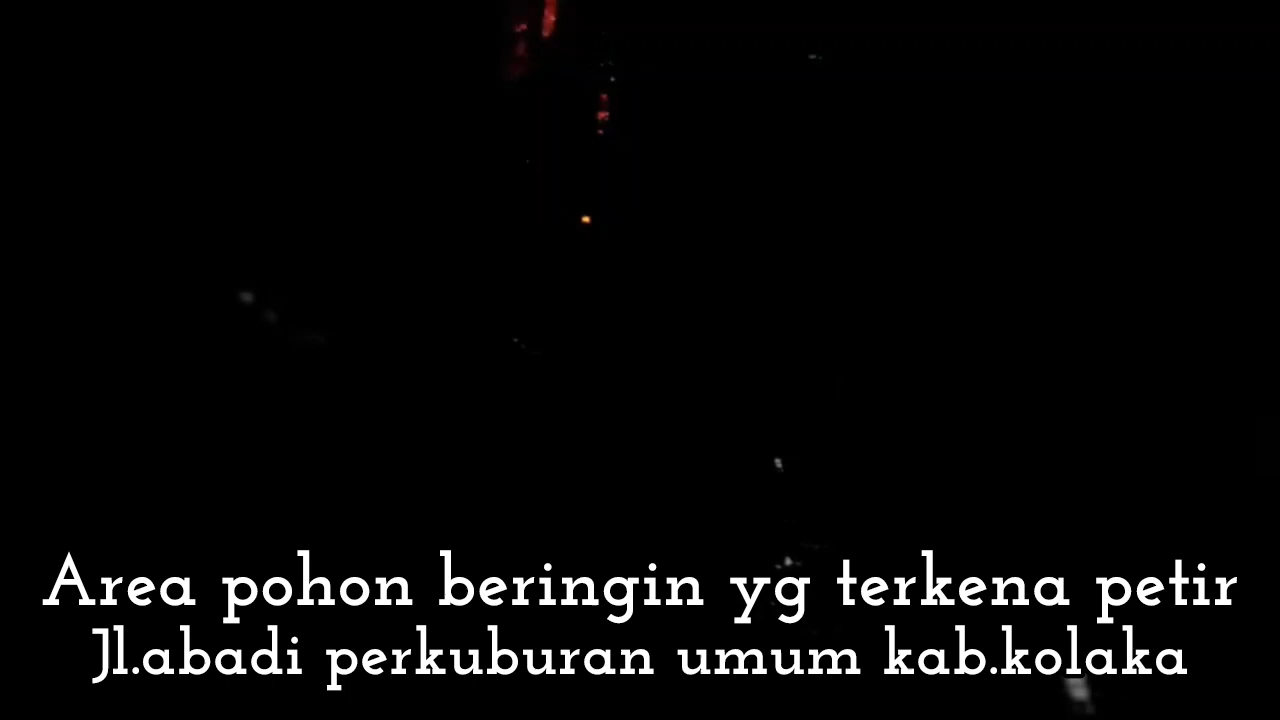 Area pohon beringin yg terkena petir
Jl.abadi perkuburan umum kab.kolaka